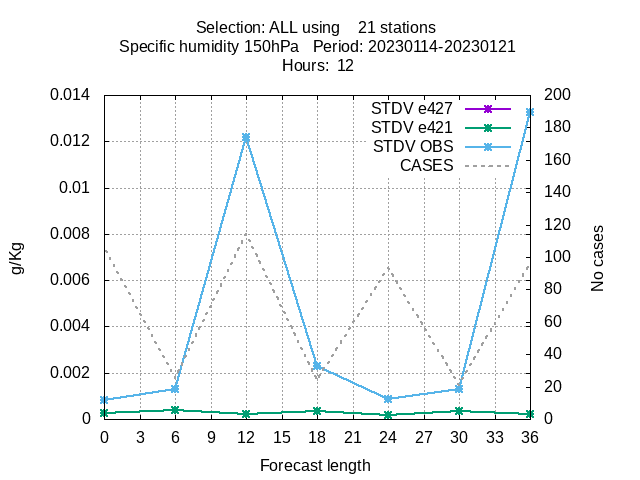 Selection: ALL using    21 stations
Specific humidity 150hPa   Period: 20230114-20230121
Hours:  12
STDV e427
STDV e421
STDV OBS
CASES
0.014
0.012
0.01
0.008
0.006
0.004
0.002
0
g/Kg
200
180
160
140
120
100
80
60
40
20
0
No cases
0 3 6 9 12 15 18 21 24 27 30 33 36
Forecast length